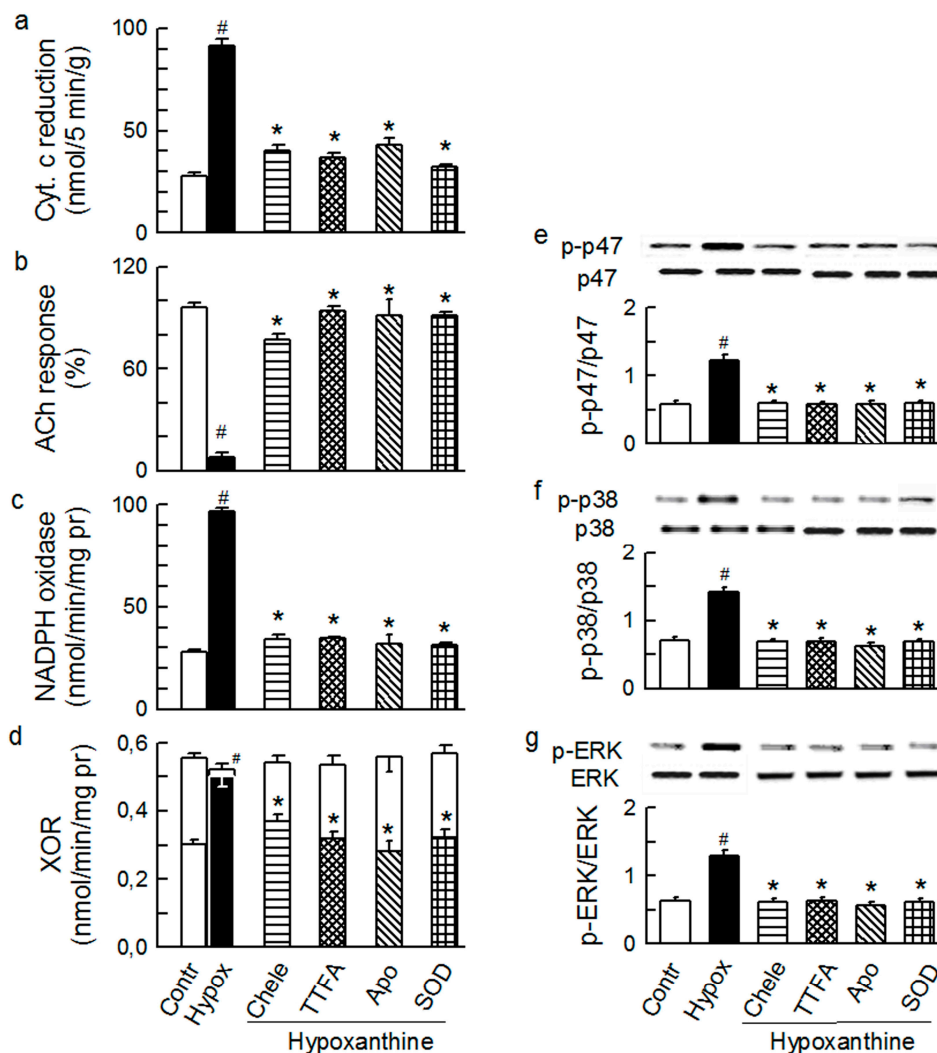 a
Cyt. c reduction
(nmol/5 min/g)
100
50
0
#
*
*
*
*
b
ACh response
(%)
120
60
0
#
*
*
*
*
c
NADPH oxidase
(nmol/min/mg pr)
100
50
0
#
*
*
*
*
d
XOR
(nmol/min/mg pr)
0,6
0,3
0,0
#
*
*
*
*
Contr
Hypox
Chele
TTFA
Apo
SOD
Hypoxanthine
e
p-p47
p47
p-p47/p47
2
1
0
#
*
*
*
*
f
p-p38
p38
p-p38/p38
2
1
0
#
*
*
*
*
g
p-ERK
ERK
p-ERK/ERK
2
1
0
#
*
*
*
*
Contr
Hypox
Chele
TTFA
Apo
SOD
Hypoxanthine